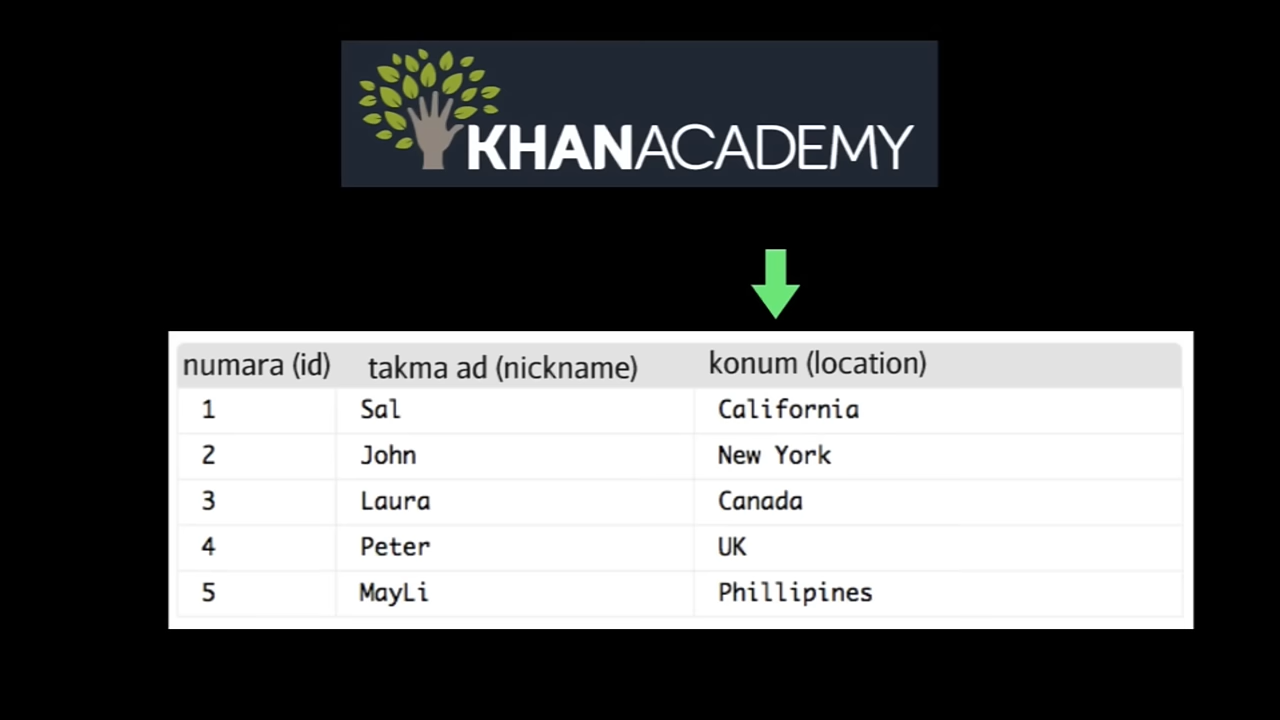 KHANACADEMY
numara (id) takma ad (nickname) konum (location)
1 Sal California
2 John New York
3 Laura Canada
4 Peter UK
5 MayLi Phillipines